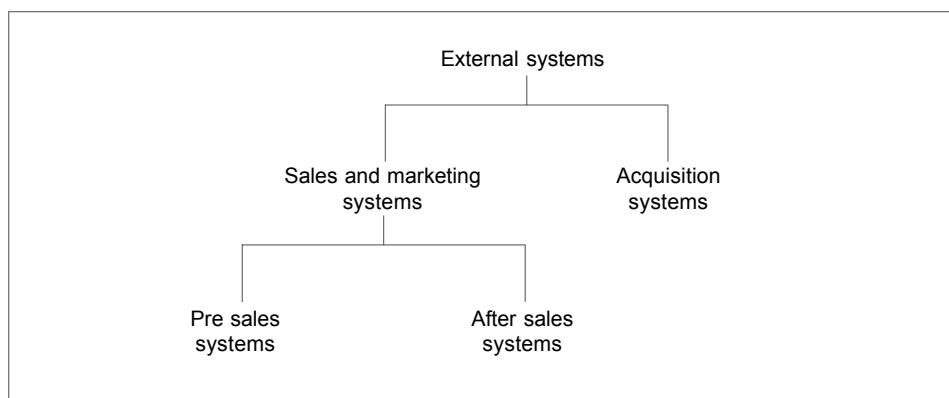 External systems
Sales and marketing
systems
Acquisition
systems
Pre sales
systems
After sales
systems